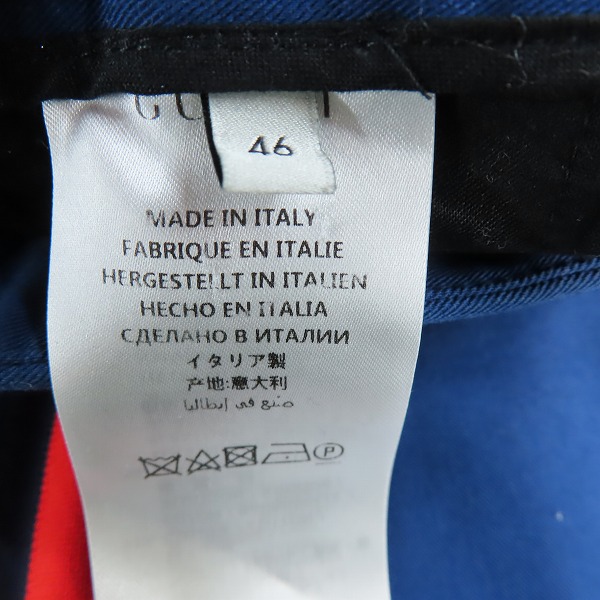 46
MADE IN ITALY
FABRIQUE EN ITALIE
HERGESTELLT IN ITALIEN
HECHO EN ITALIA
СДЕЛАНО В ИТАЛИИ
イタリア製
产地:意大利
صنع في إيطاليا
P